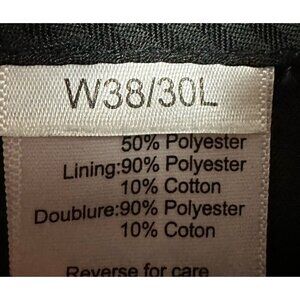 W38/30L
50% Polyester
Lining:90% Polyester
10% Cotton
Doublure:90% Polyester
10% Coton
Reverse for care